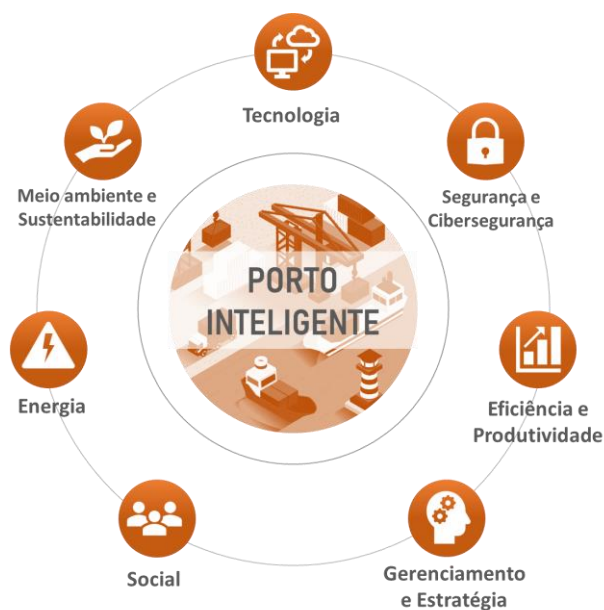 Tecnologia
Segurança e
Cibersegurança
Eficiência e
Produtividade
Gerenciamento
e Estratégia
Social
Energia
Meio ambiente e
Sustentabilidade
PORTO
INTELIGENTE